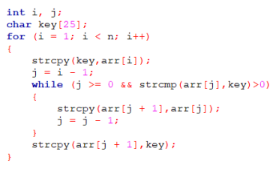 int i, j;
char key[25];
for (i = 1; i < n; i++)
{
    strcpy(key,arr[i]);
    j = i - 1;
    while (j >= 0 && strcmp(arr[j],key)>0)
    {
        strcpy(arr[j + 1],arr[j]);
        j = j - 1;
    }
    strcpy(arr[j + 1],key);
}